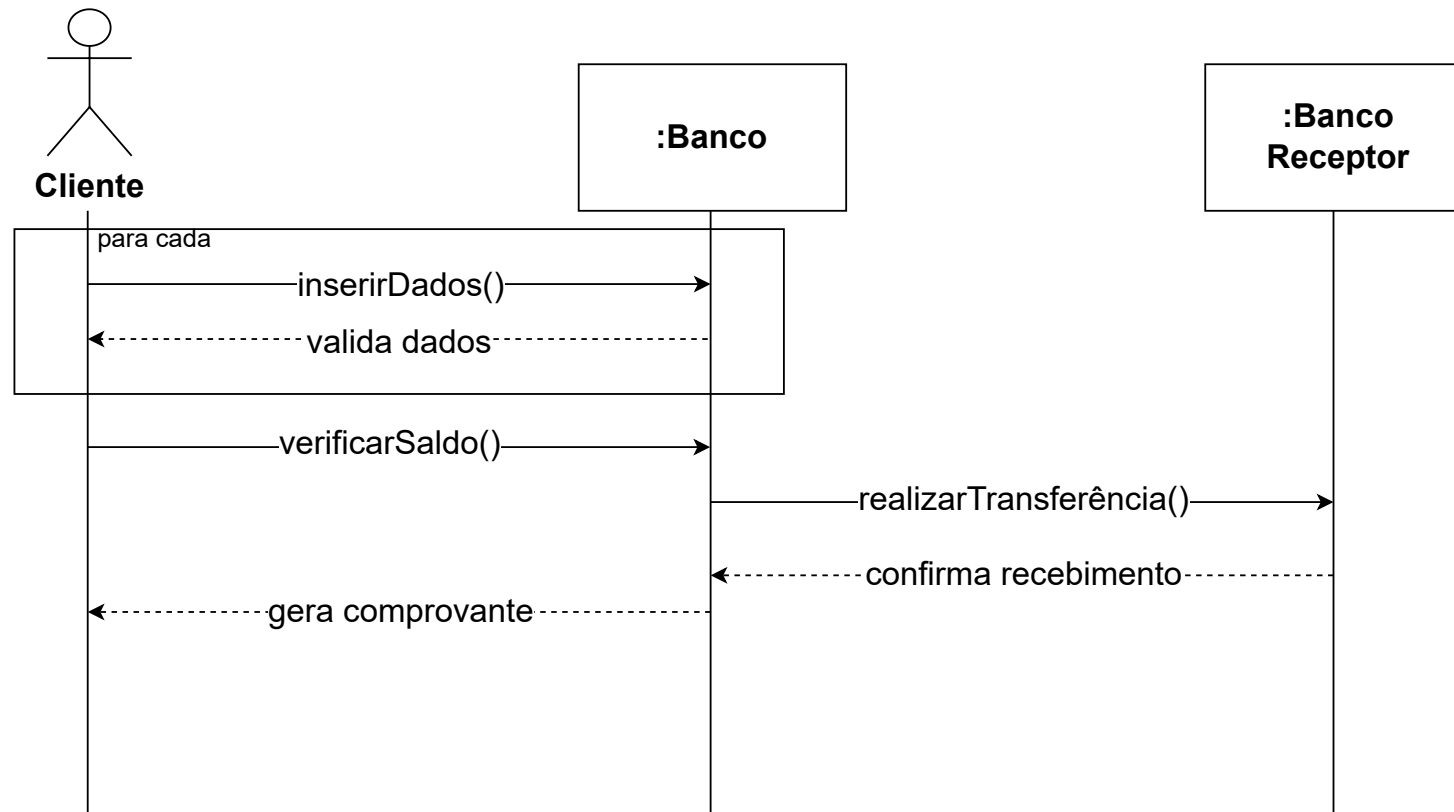 :Banco
:Banco
Receptor
Cliente
para cada
inserirDados()
valida dados
verificarSaldo()
realizarTransferência()
confirma recebimento
gera comprovante